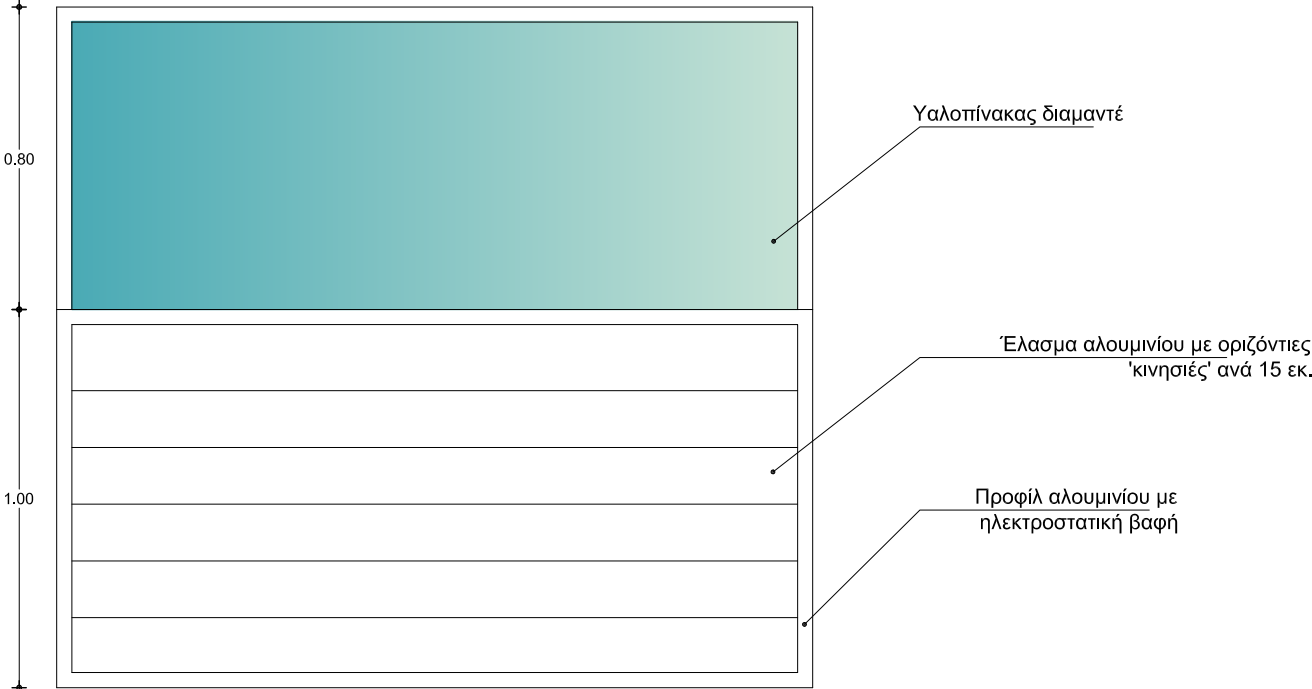 Υαλοπίνακας διαμαντέ
0.80
Έλασμα αλουμινίου με οριζόντιες
'κινησιές' ανά 15 εκ.
1.00
Προφίλ αλουμινίου με
ηλεκτροστατική βαφή